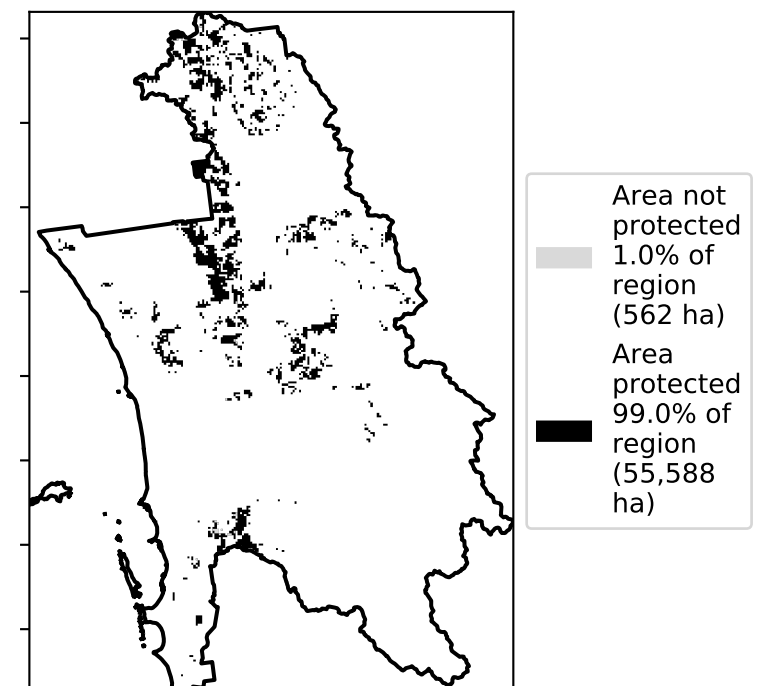 Area not
protected
1.0% of
region
(562 ha)
Area
protected
99.0% of
region
(55,588
ha)